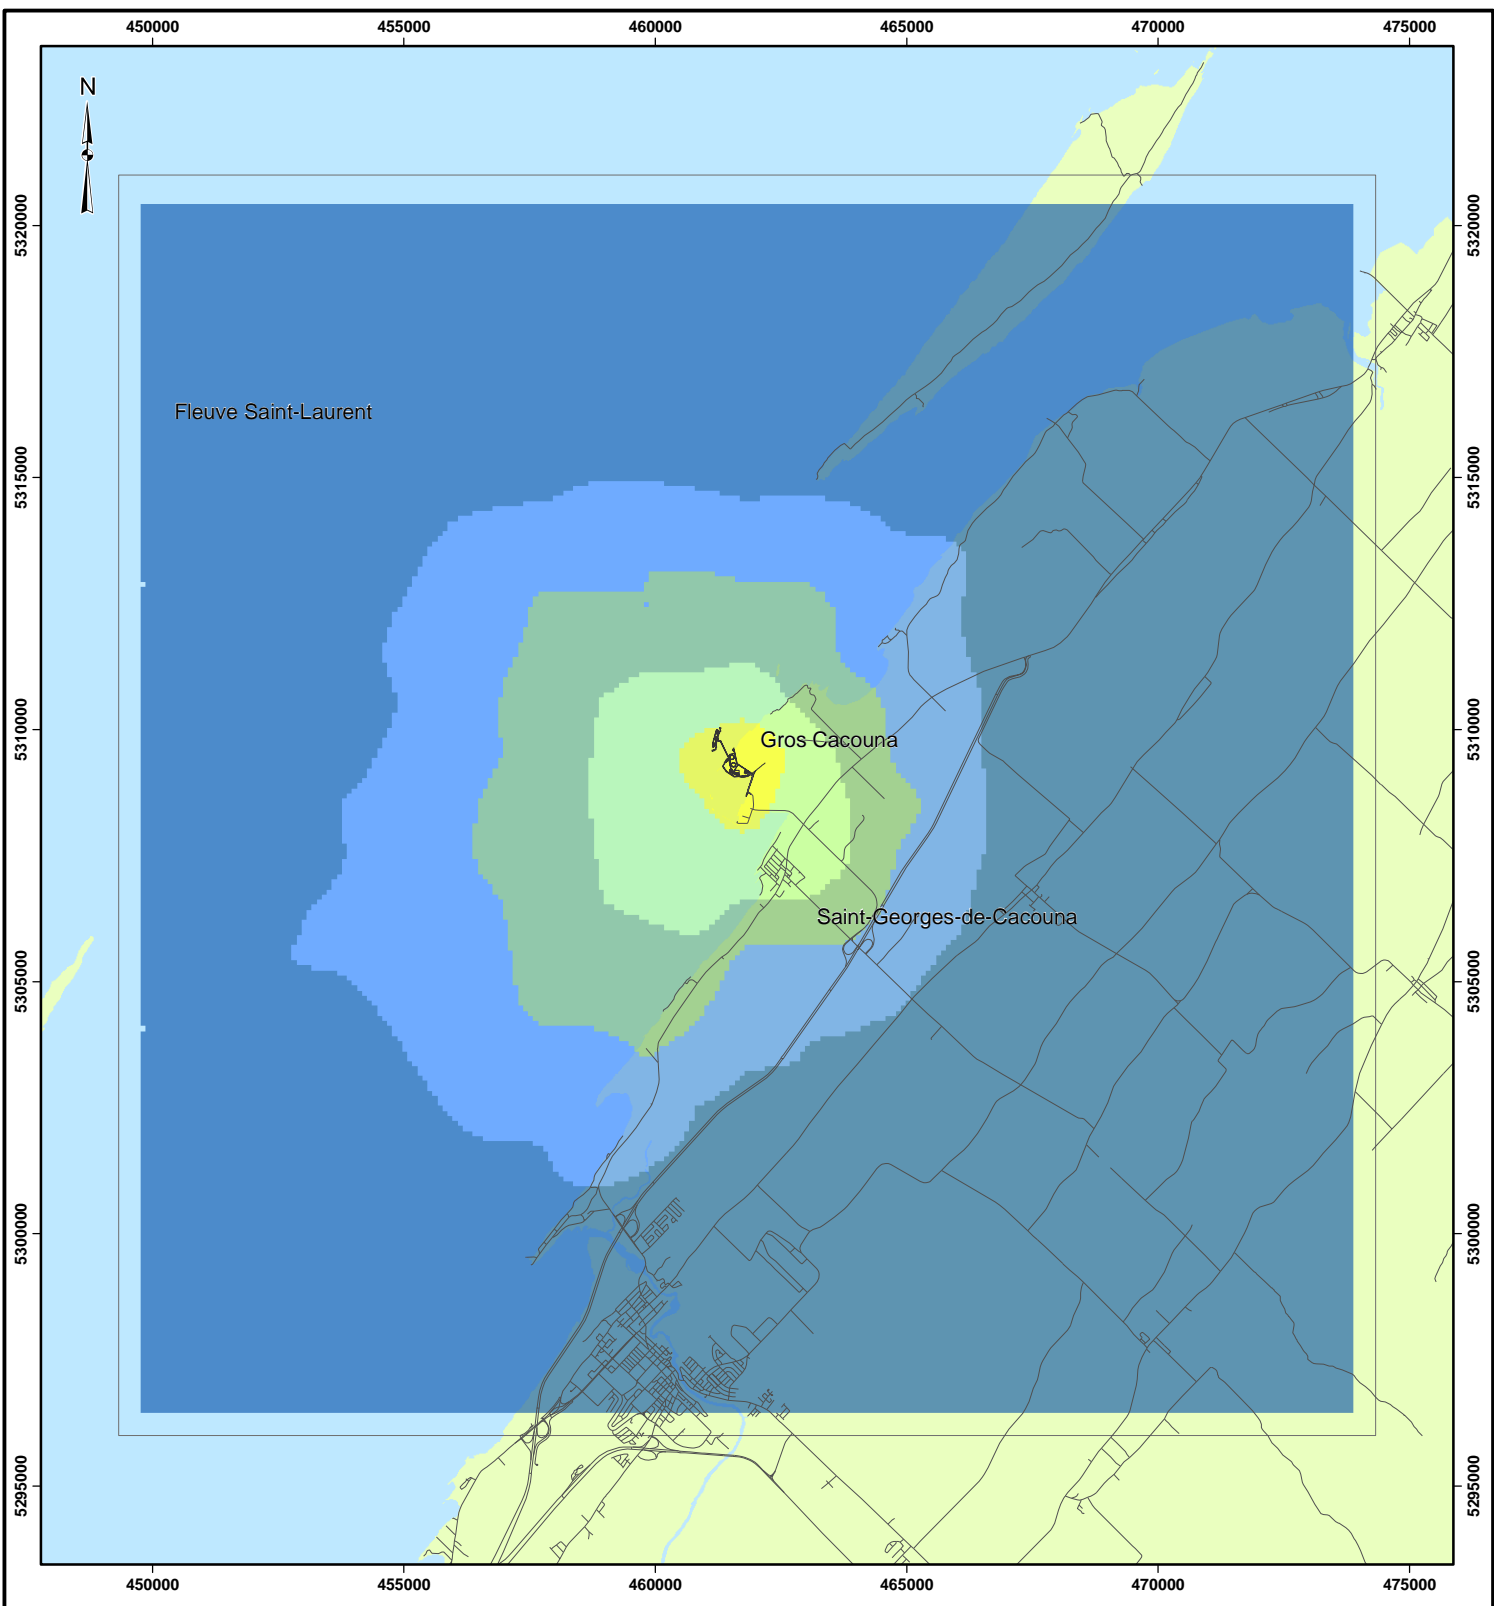 450000 455000 460000 465000 470000 475000
N
5320000 5320000
Fleuve Saint-Laurent
5315000 5315000
5310000 5310000
Gros Cacouna
Saint-Georges-de-Cacouna
5305000 5305000
5300000 5300000
5295000 5295000
450000 455000 460000 465000 470000 475000